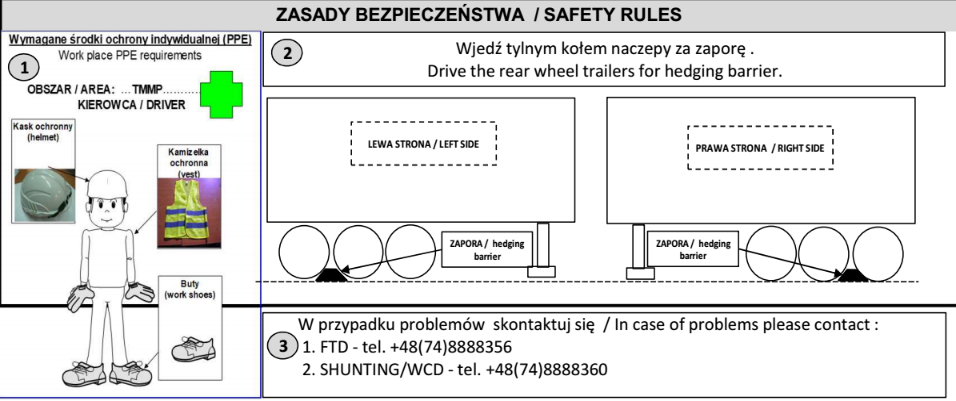 ZASADY BEZPIECZEŃSTWA / SAFETY RULES
Wymagane środki ochrony indywidualnej (PPE)
Work place PPE requirements
1
OBSZAR / AREA: ...TMMP..........
KIEROWCA / DRIVER
Kask ochronny
(helmet)
Kamizelka
ochronna
(vest)
Buty
(work shoes)
2
Wjedź tylnym kołem naczepy za zaporę .
Drive the rear wheel trailers for hedging barrier.
LEWA STRONA / LEFT SIDE
ZAPORA / hedging
barrier
PRAWA STRONA / RIGHT SIDE
ZAPORA / hedging
barrier
3
W przypadku problemów skontaktuj się / In case of problems please contact :
1. FTD - tel. +48(74)8888356
2. SHUNTING/WCD - tel. +48(74)8888360